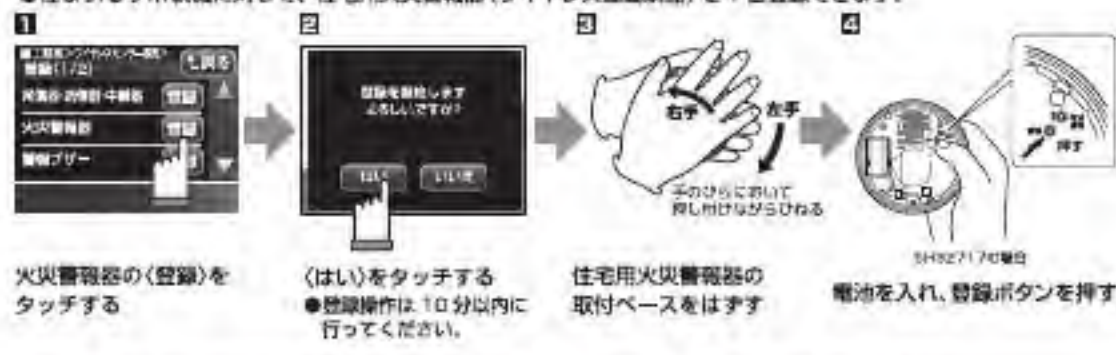 1
2
3
4
登録(1/2)
戻る
登録
火災警報器
登録
警報ブザー
登録を開始します
よろしいですか?
はい
いいえ
右手
左手
手のひらにおいて
押し付けながらひねる
押す
SH32717の場合
火災警報器の〈登録〉を
タッチする
〈はい〉をタッチする
●登録操作は 10 分以内に
行ってください。
住宅用火災警報器の
取付ベースをはずす
電池を入れ、登録ボタンを押す